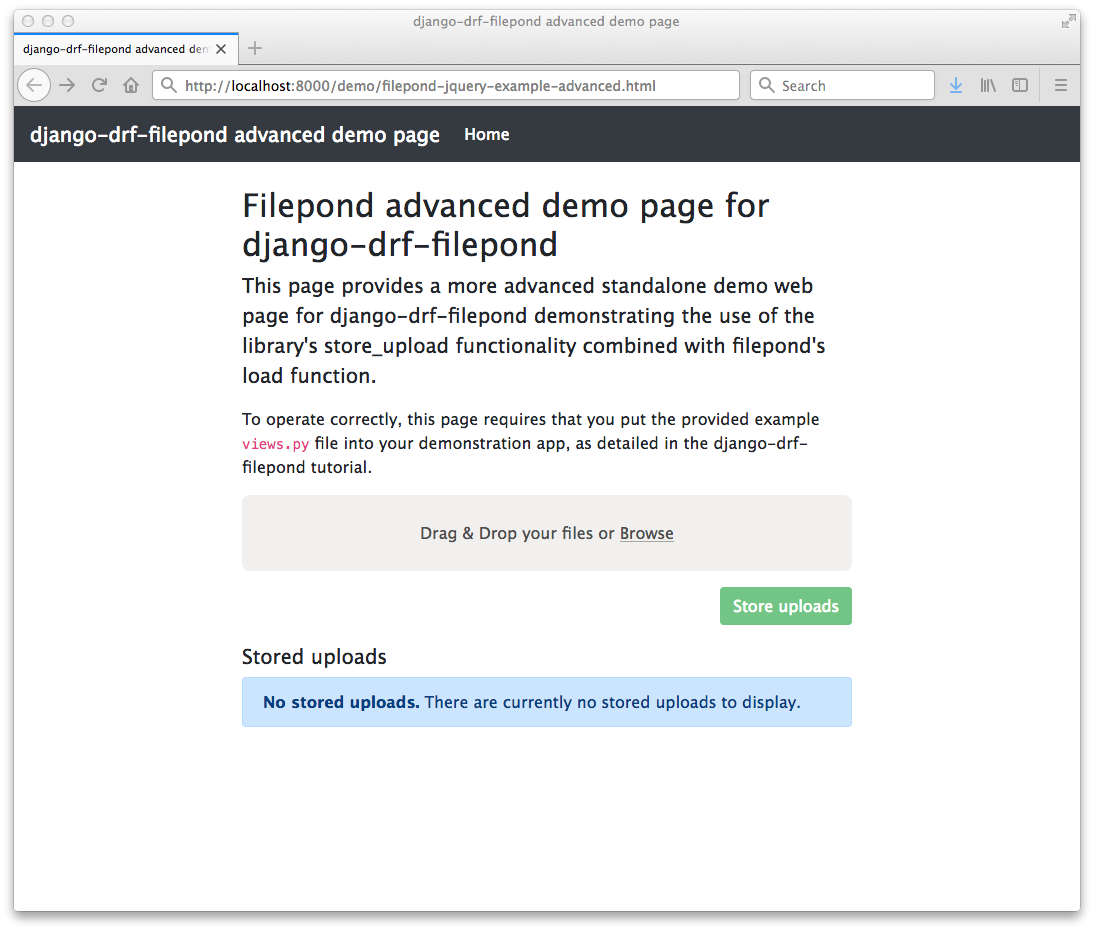 django-drf-filepond advanced demo page
django-drf-filepond advanced den
http://localhost:8000/demo/filepond-jquery-example-advanced.html
Search
django-drf-filepond advanced demo page Home
Filepond advanced demo page for
django-drf-filepond
This page provides a more advanced standalone demo web
page for django-drf-filepond demonstrating the use of the
library's store_upload functionality combined with filepond's
load function.
To operate correctly, this page requires that you put the provided example
views.py file into your demonstration app, as detailed in the django-drf-
filepond tutorial.
Drag & Drop your files or Browse
Store uploads
Stored uploads
No stored uploads. There are currently no stored uploads to display.